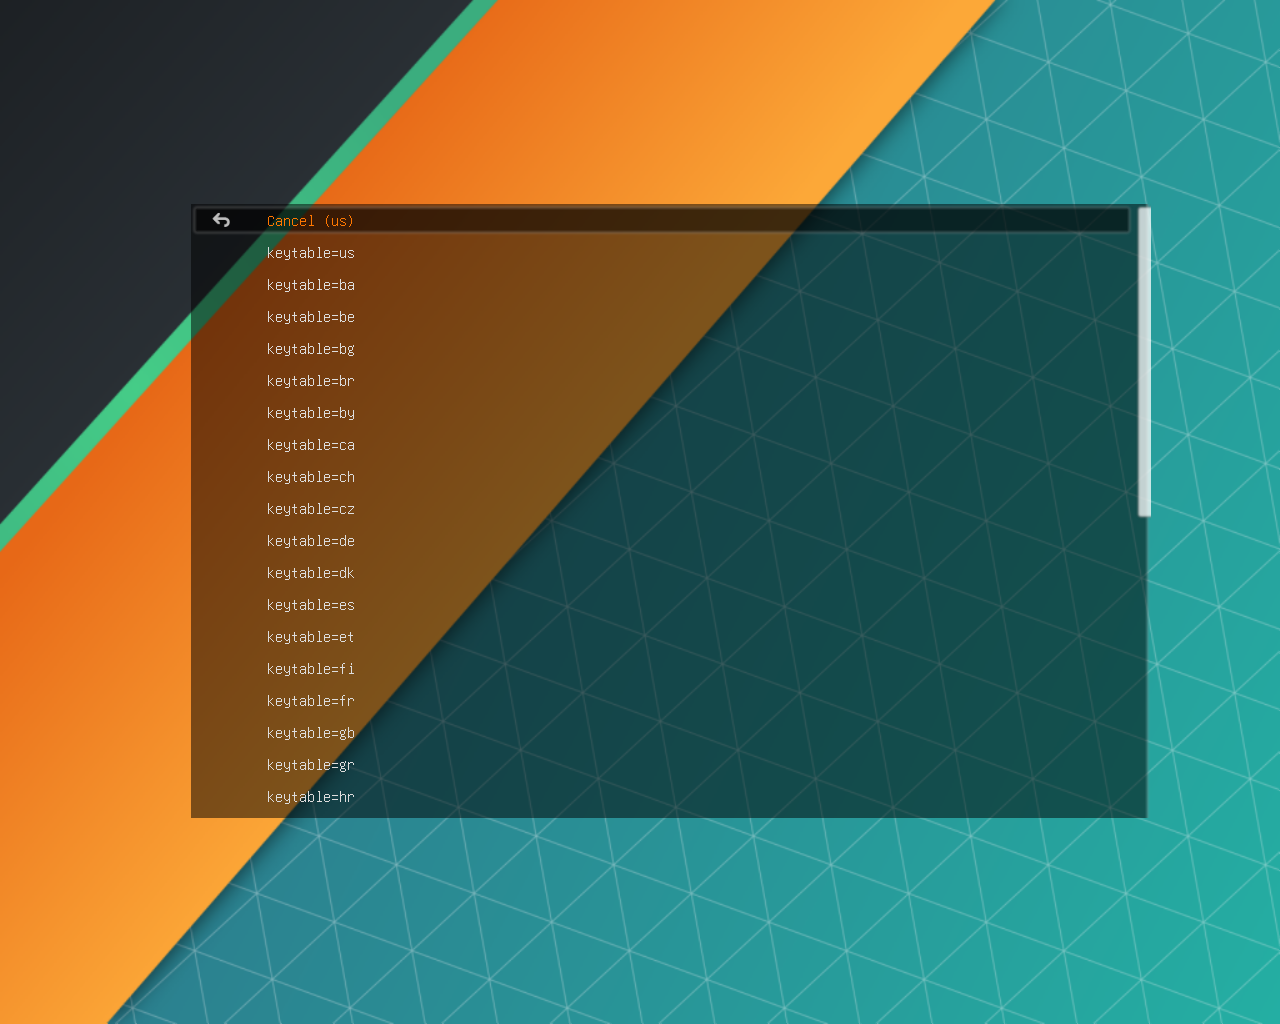 Cancel (us)
keytable=us
keytable=ba
keytable=be
keytable=bg
keytable=br
keytable=by
keytable=ca
keytable=ch
keytable=cz
keytable=de
keytable=dk
keytable=es
keytable=et
keytable=fi
keytable=fr
keytable=gb
keytable=gr
keytable=hr